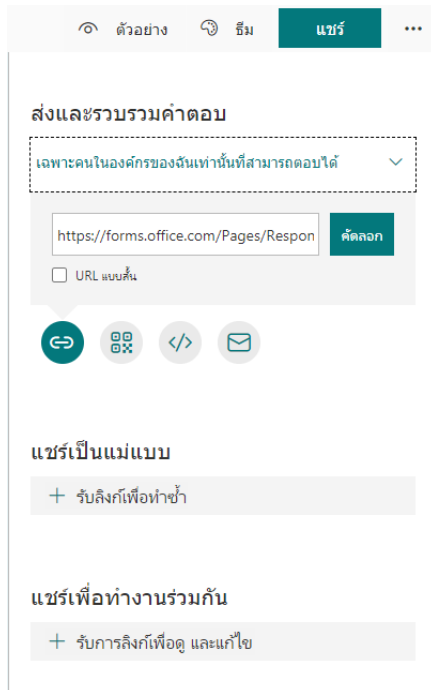 ตัวอย่าง ธีม แชร์
ส่งและรวบรวมคำตอบ
เฉพาะคนในองค์กรของฉันเท่านั้นที่สามารถตอบได้
https://forms.office.com/Pages/Respon คัดลอก
URL แบบสั้น
แชร์เป็นแม่แบบ
+ รับลิงก์เพื่อทำซ้ำ
แชร์เพื่อทำงานร่วมกัน
+ รับการลิงก์เพื่อดู และแก้ไข